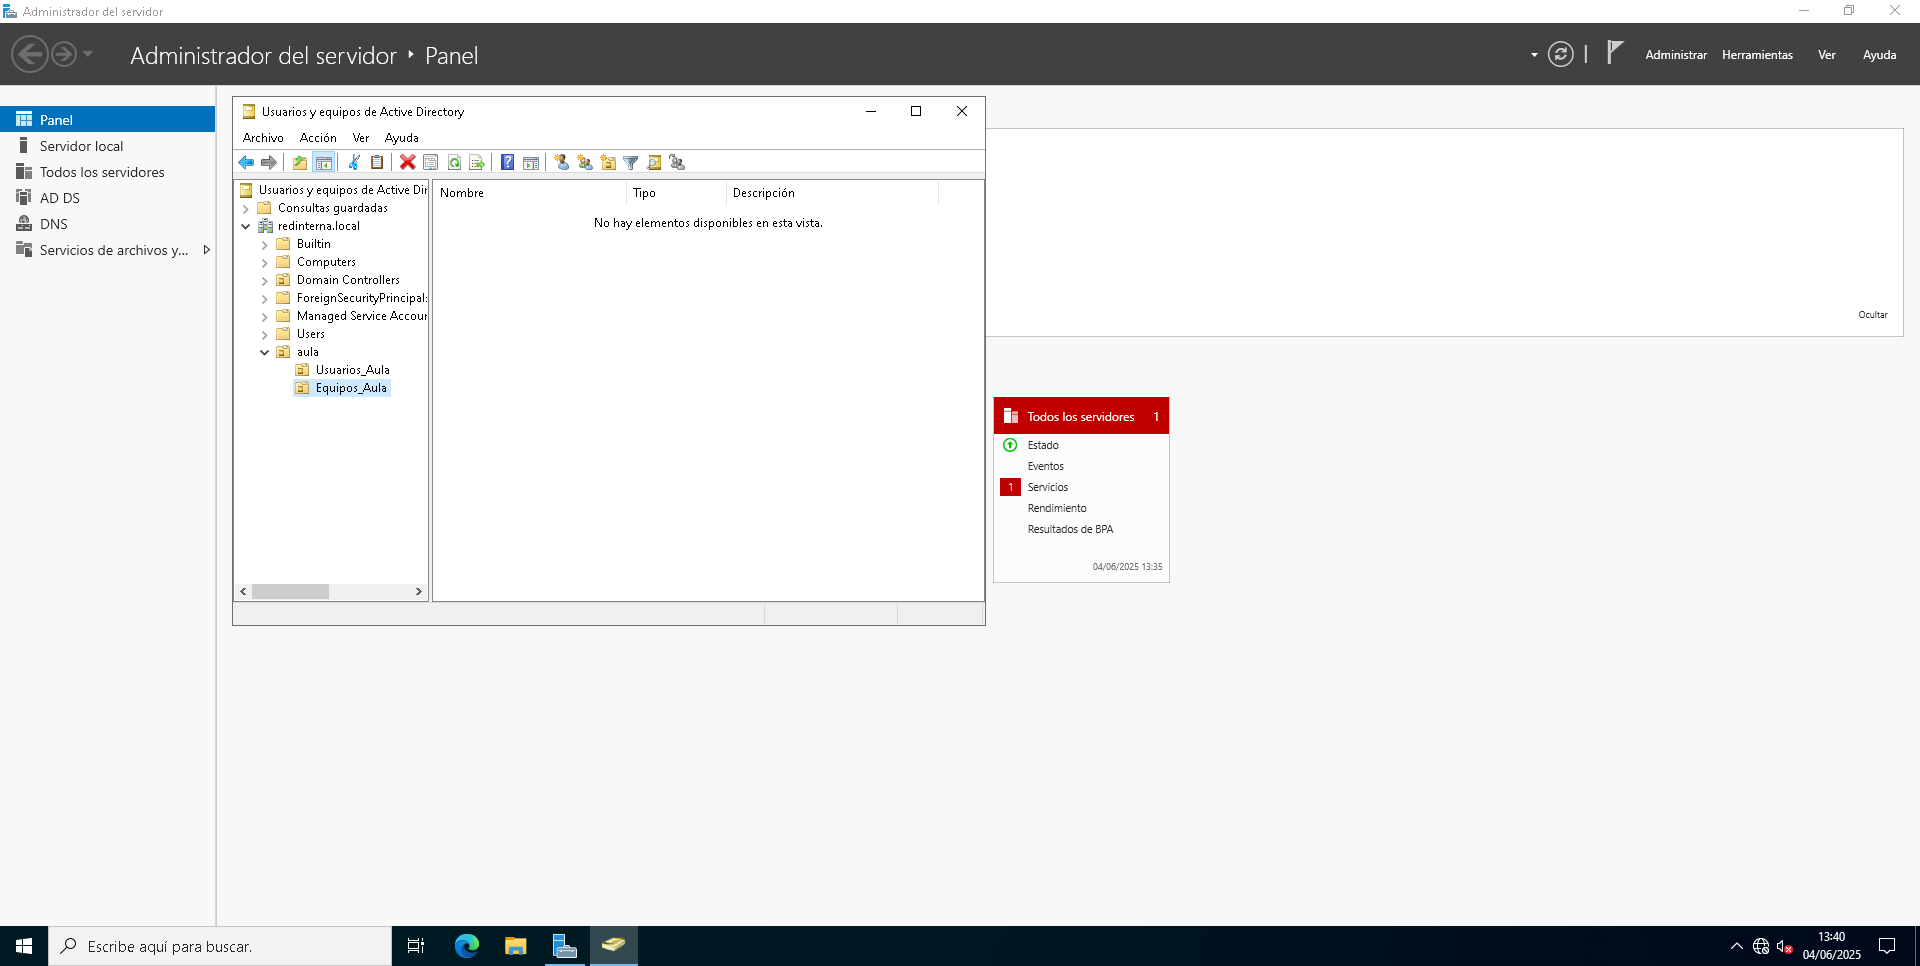 Administrador del servidor
Administrador del servidor ‣ Panel
Administrar Herramientas Ver Ayuda
Panel
Servidor local
Todos los servidores
AD DS
DNS
Servicios de archivos y...
Usuarios y equipos de Active Directory
Archivo Acción Ver Ayuda
Usuarios y equipos de Active Dir
Consultas guardadas
redinterna.local
Builtin
Computers
Domain Controllers
ForeignSecurityPrincipal:
Managed Service Accour
Users
aula
Usuarios_Aula
Equipos_Aula
Nombre Tipo Descripción
No hay elementos disponibles en esta vista.
Ocultar
Todos los servidores 1
Estado
Eventos
1 Servicios
Rendimiento
Resultados de BPA
04/06/2025 13:35
Escribe aquí para buscar.
13:40
04/06/2025